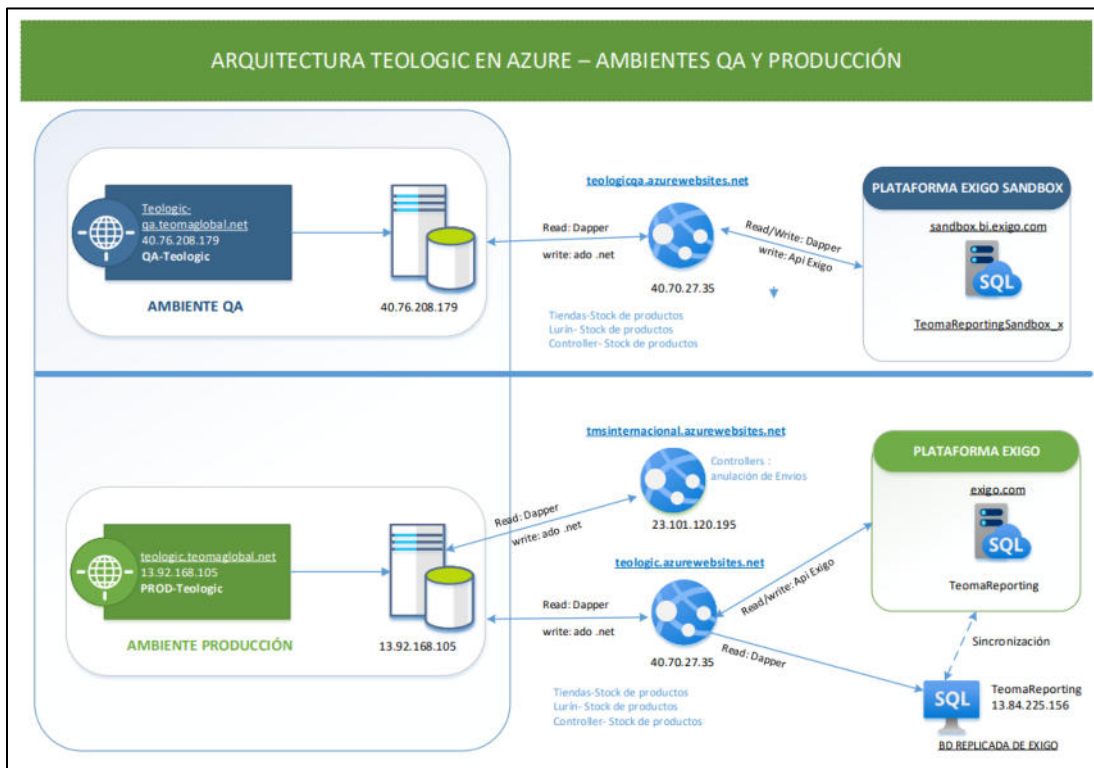 ARQUITECTURA TEOLOGIC EN AZURE – AMBIENTES QA Y PRODUCCIÓN
Teologic-
qa.teomaglobal.net
40.76.208.179
QA-Teologic
AMBIENTE QA
40.76.208.179
Read: Dapper
write: ado .net
teologicqa.azurewebsites.net
40.70.27.35
Read/Write: Dapper
write: Api Exigo
Tiendas-Stock de productos
Lurín- Stock de productos
Controller- Stock de productos
PLATAFORMA EXIGO SANDBOX
sandbox.bi.exigo.com
SQL
TeomaReportingSandbox_x
teologic.teomaglobal.net
13.92.168.105
PROD-Teologic
AMBIENTE PRODUCCIÓN
13.92.168.105
Read: Dapper
write: ado .net
tmsinternacional.azurewebsites.net
Controllers :
anulación de Envios
23.101.120.195
Read: Dapper
write: ado .net
teologic.azurewebsites.net
40.70.27.35
Read/write: Api Exigo
Read: Dapper
Tiendas-Stock de productos
Lurín- Stock de productos
Controller- Stock de productos
PLATAFORMA EXIGO
exigo.com
SQL
TeomaReporting
Sincronización
SQL
TeomaReporting
13.84.225.156
BD REPLICADA DE EXIGO